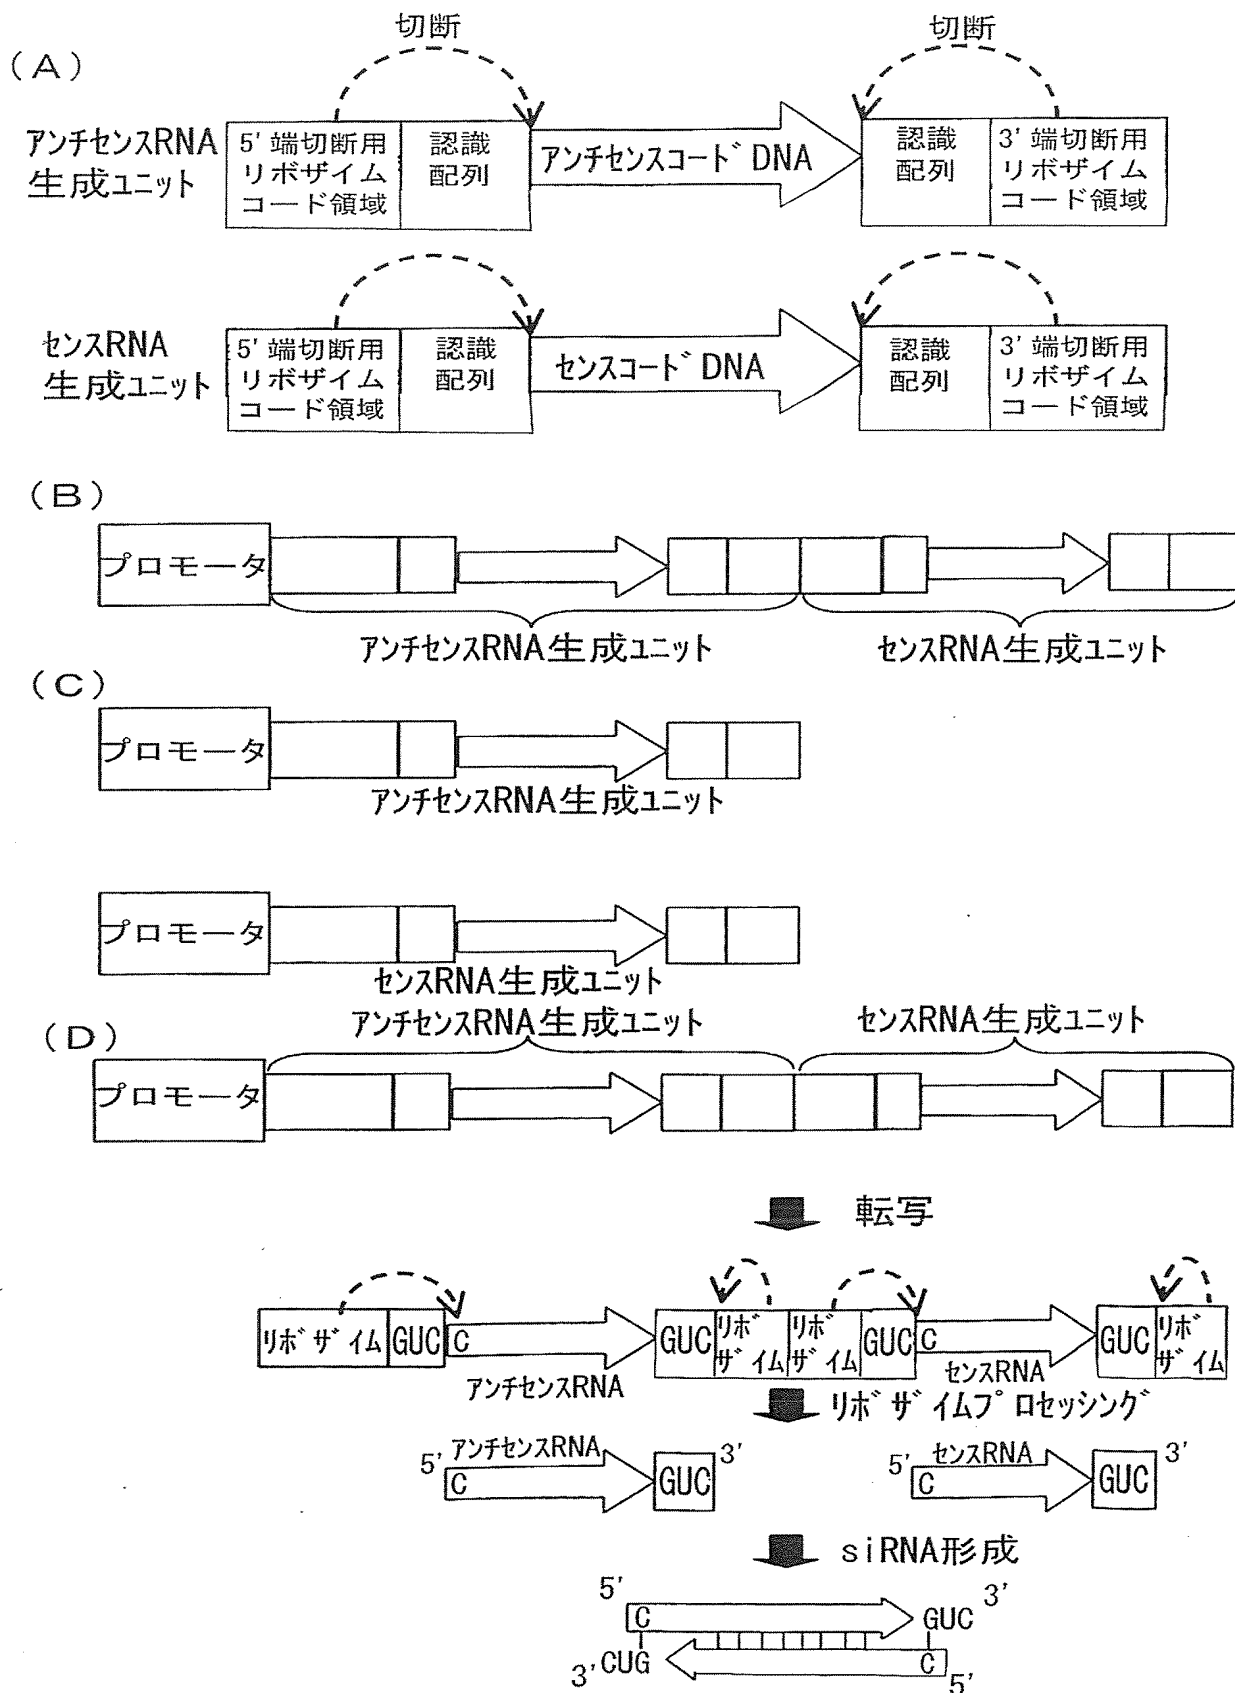 切断
切断
(A)
アンチセンスRNA
生成ユニット
5'端切断用
リボザイム
コード領域
認識
配列
アンチセンスコードDNA
認識
配列
3'端切断用
リボザイム
コード領域
センスRNA
生成ユニット
5'端切断用
リボザイム
コード領域
認識
配列
センスコードDNA
認識
配列
3'端切断用
リボザイム
コード領域
(B)
プロモータ
アンチセンスRNA生成ユニット
センスRNA生成ユニット
(C)
プロモータ
アンチセンスRNA生成ユニット
プロモータ
センスRNA生成ユニット
(D)
アンチセンスRNA生成ユニット
センスRNA生成ユニット
プロモータ
転写
リボザイム
GUC
C
アンチセンスRNA
GUC
リボ
ザイム
リボ
ザイム
GUC
C
センスRNA
GUC
リボ
ザイム
リボザイムプロセッシング
5'
アンチセンスRNA
C
GUC
3'
5'
センスRNA
C
GUC
3'
siRNA形成
5'
C
GUC
3'
3'
CUG
C
5'